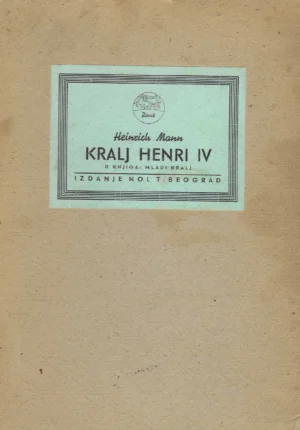 Heinrich Mann
KRALJ HENRI IV
II KNJIGA: MLADI KRALJ
IZDANJE NOLIT BEOGRAD